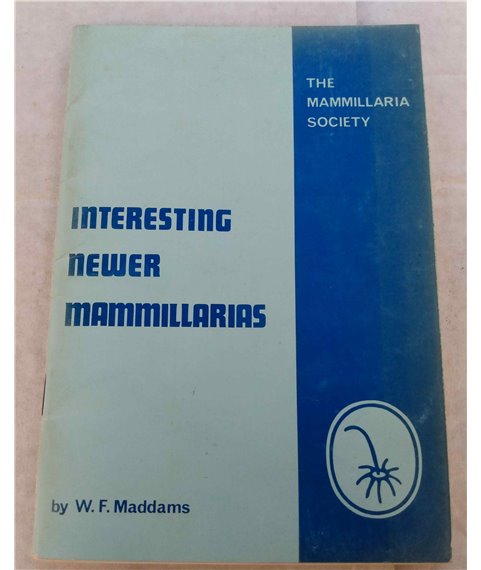 THE
MAMMILLARIA
SOCIETY
INTERESTING
NEWER
MAMMILLARIAS
by W. F. Maddams